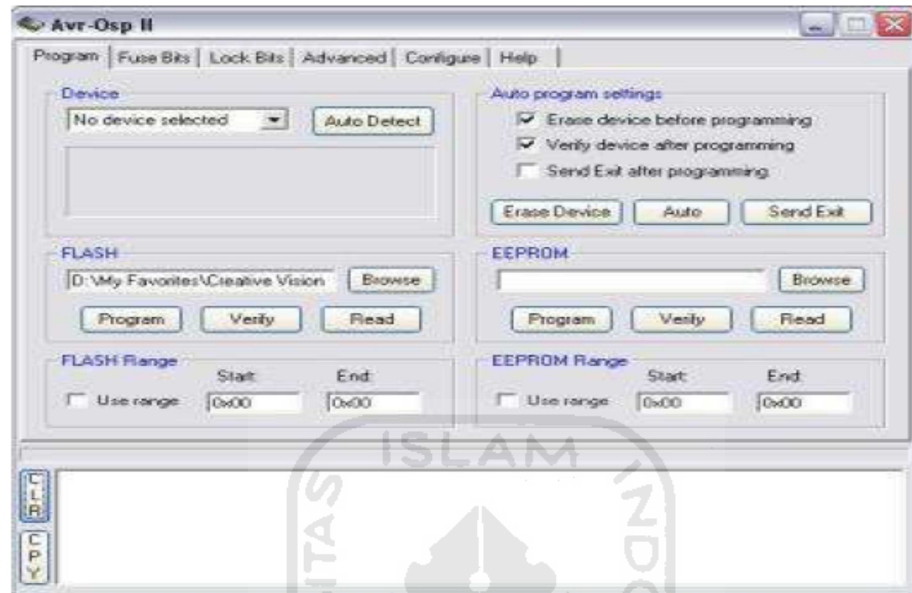 Avr-Osp II
Program Fuse Bits Lock Bits Advanced Configure Help
Device
No device selected
Auto Detect
Auto program settings
Erase device before programming
Verify device after programming
Send Exit after programming
Erase Device Auto Send Exit
FLASH
D:\My Favorites\Creative Vision
Browse
Program Verify Read
EEPROM
Browse
Program Verify Read
FLASH Range
Start: End:
Use range 0x00 0x00
EEPROM Range
Start: End:
Use range 0x00 0x00
CLR
CPY
ISLAM